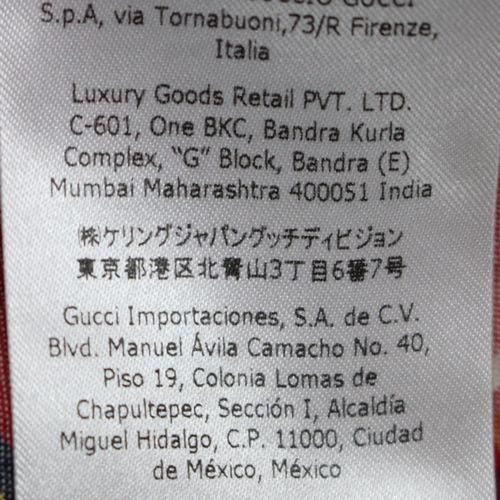 GUCCI
S.p.A, via Tornabuoni,73/R Firenze,
Italia
Luxury Goods Retail PVT. LTD.
C-601, One BKC, Bandra Kurla
Complex, “G” Block, Bandra (E)
Mumbai Maharashtra 400051 India
㈱ケリングジャパングッチディビジョン
東京都港区北青山3丁目6番7号
Gucci Importaciones, S.A. de C.V.
Blvd. Manuel Ávila Camacho No. 40,
Piso 19, Colonia Lomas de
Chapultepec, Sección I, Alcaldía
Miguel Hidalgo, C.P. 11000, Ciudad
de México, México